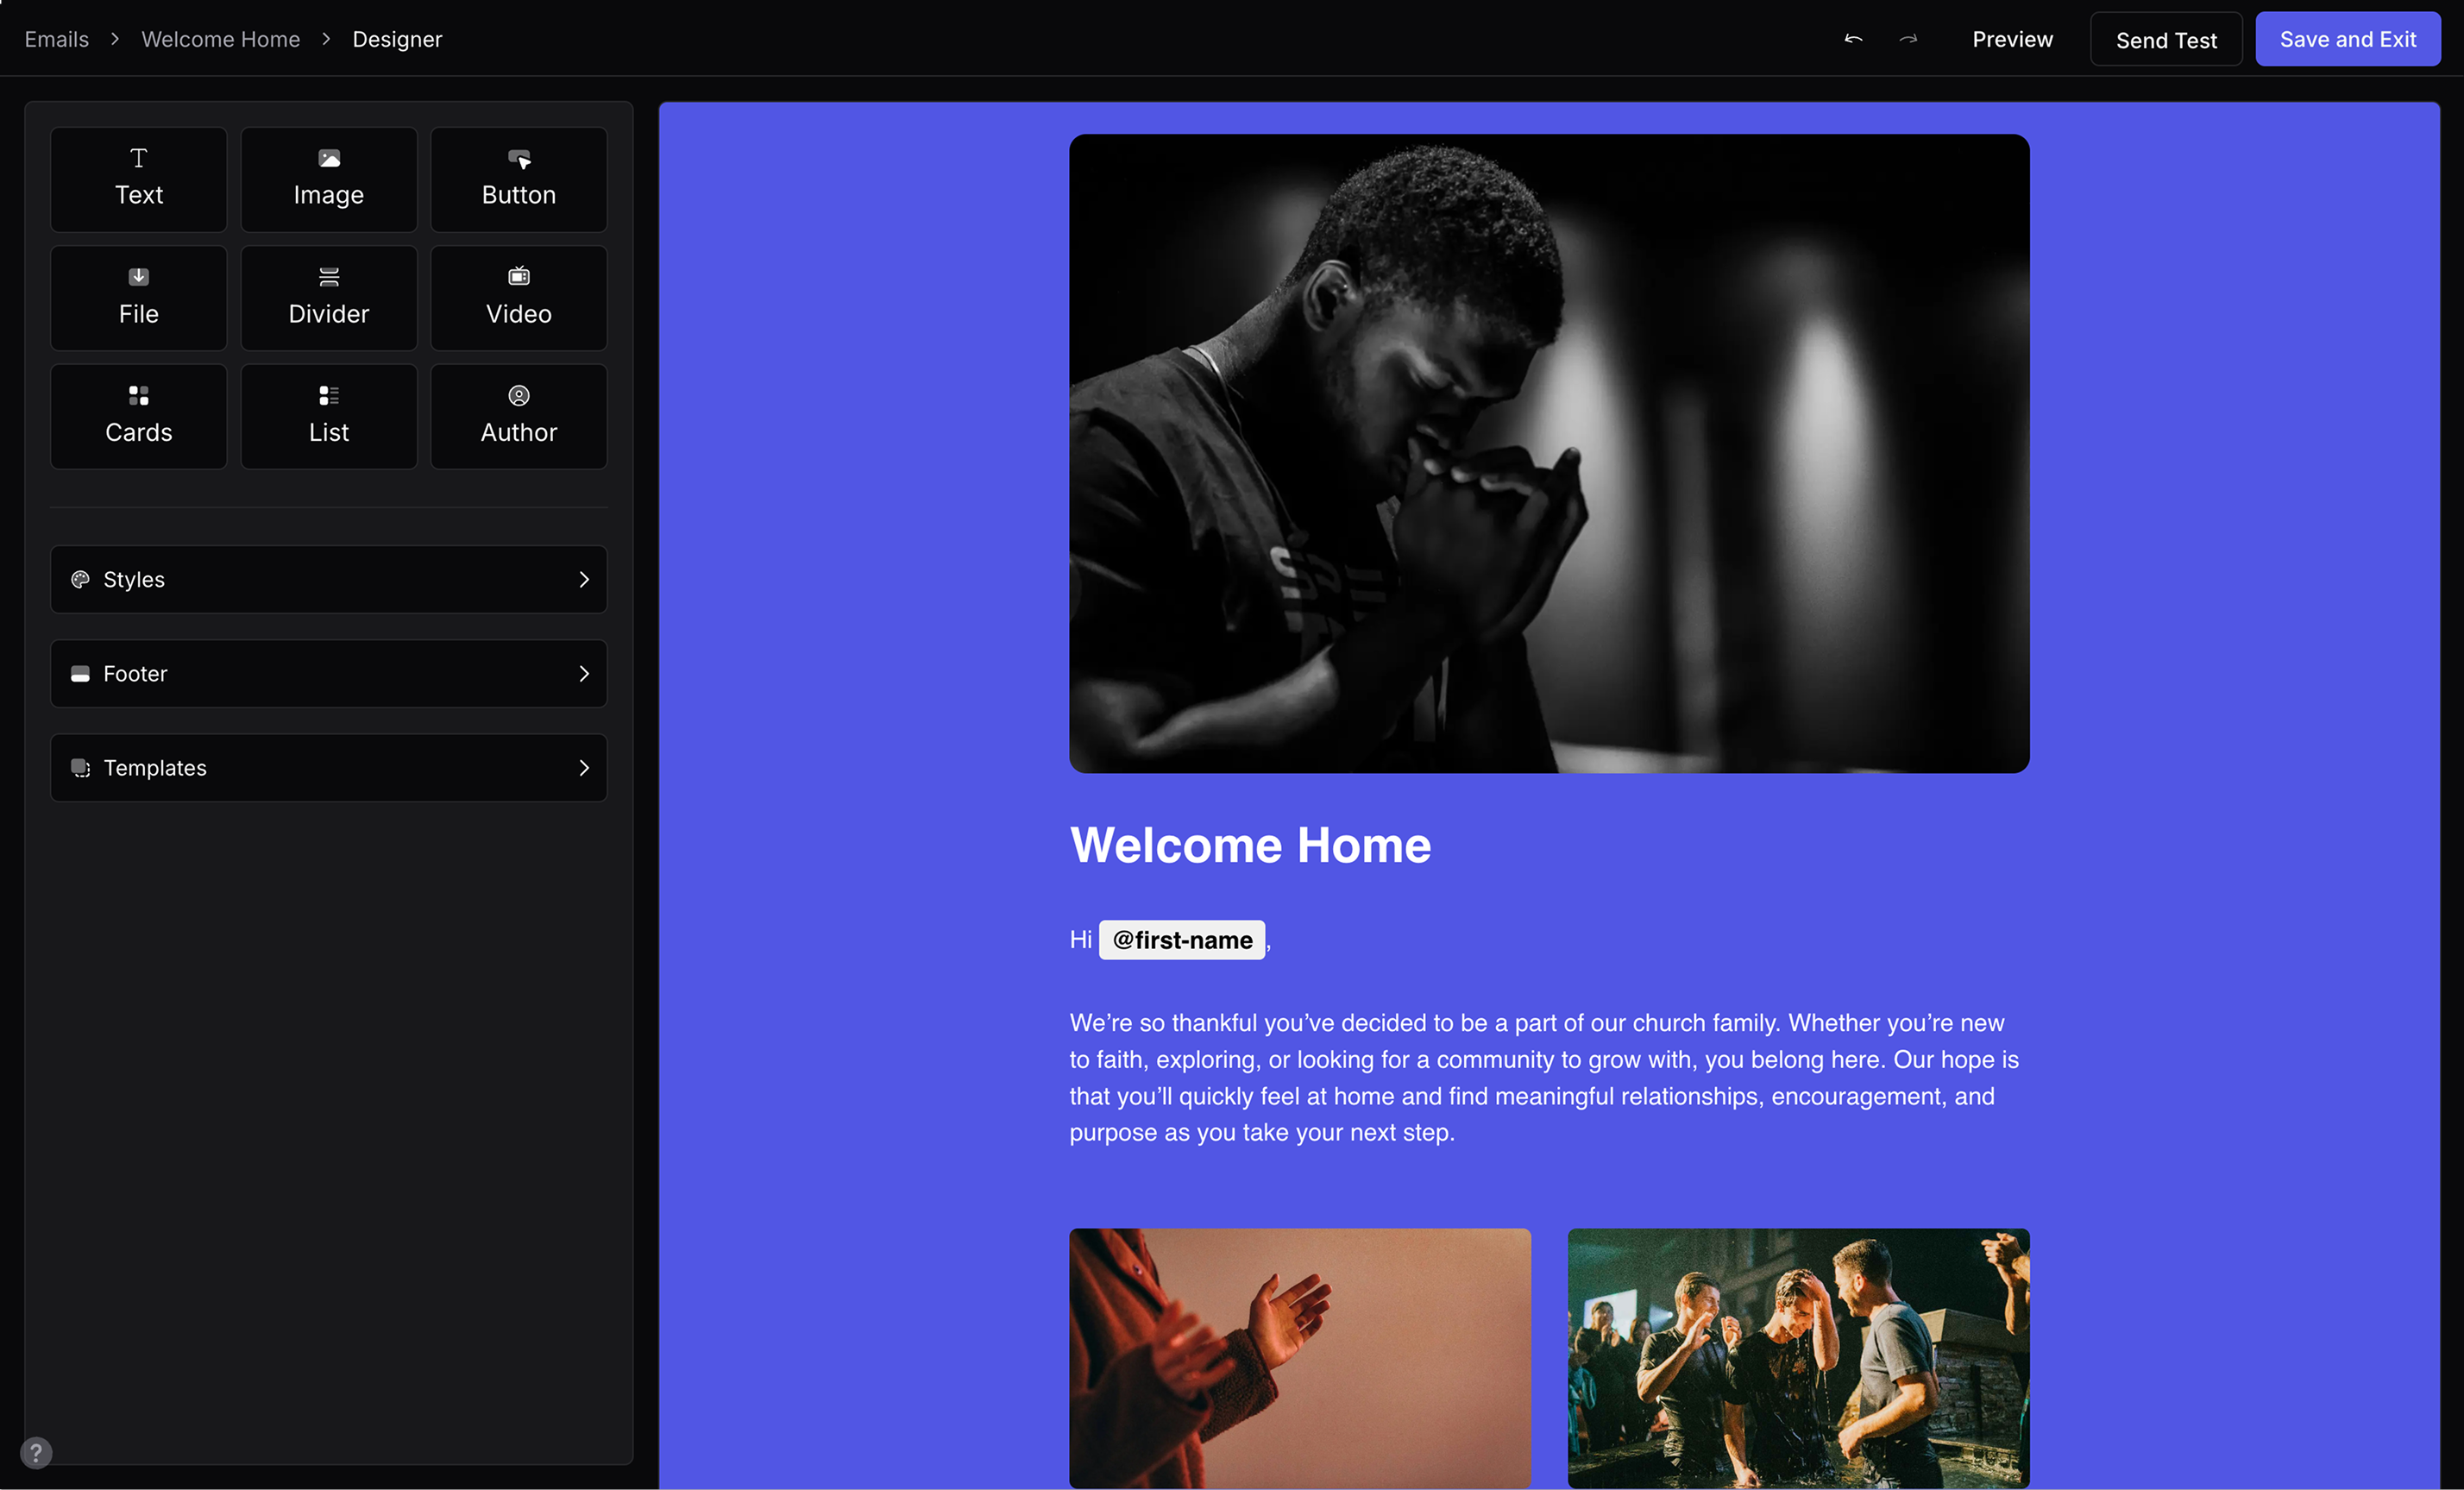 Emails > Welcome Home > Designer
Preview
Send Test
Save and Exit
Text
Image
Button
File
Divider
Video
Cards
List
Author
Styles
Footer
Templates
?
Welcome Home
Hi @first-name,
We’re so thankful you’ve decided to be a part of our church family. Whether you’re new
to faith, exploring, or looking for a community to grow with, you belong here. Our hope is
that you’ll quickly feel at home and find meaningful relationships, encouragement, and
purpose as you take your next step.